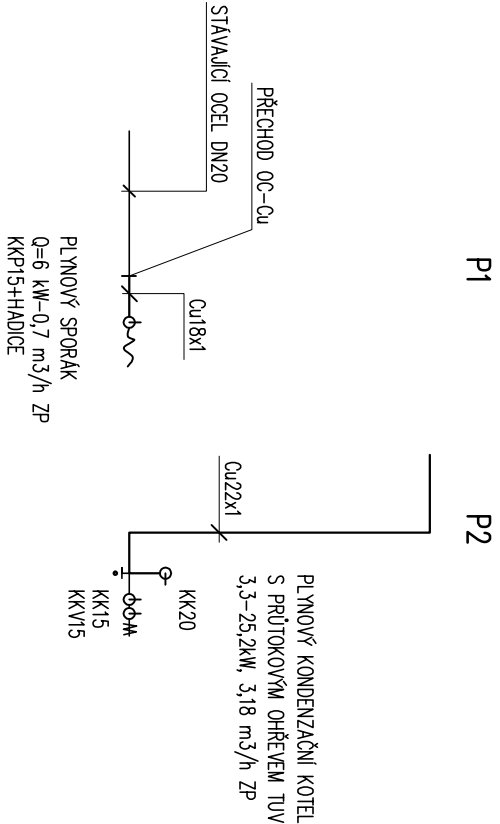 P1
STÁVAJÍCÍ OCEL DN20
PŘECHOD OC-Cu
Cu18x1
PLYNOVÝ SPORÁK
Q=6 kW-0,7 m3/h ZP
KKP15+HADICE
P2
Cu22x1
PLYNOVÝ KONDENZAČNÍ KOTEL
S PRŮTOKOVÝM OHŘEVEM TUV
3,3-25,2kW, 3,18 m3/h ZP
KK20
KK15
KKV15